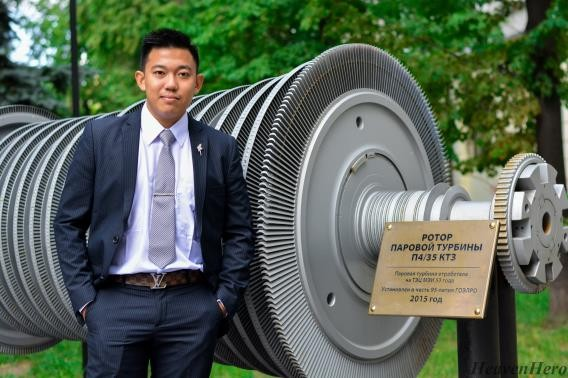 РОТОР
ПАРОВОЙ ТУРБИНЫ
П4/35 КТЗ
Паровая турбина отработала
на ТЭЦ МЭИ 57 года
Установлен в честь 95-летия ГОЭЛРО
2015 год
HeavenHero